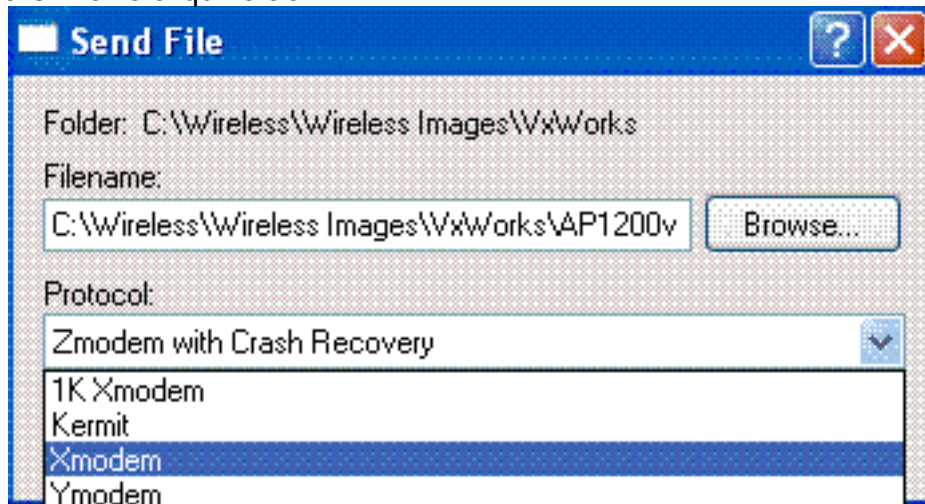 Send File
Folder: C:\Wireless\Wireless Images\VxWorks
Filename:
C:\Wireless\Wireless Images\VxWorks\AP1200v
Browse...
Protocol:
Zmodem with Crash Recovery
1K Xmodem
Kermit
Xmodem
Ymodem